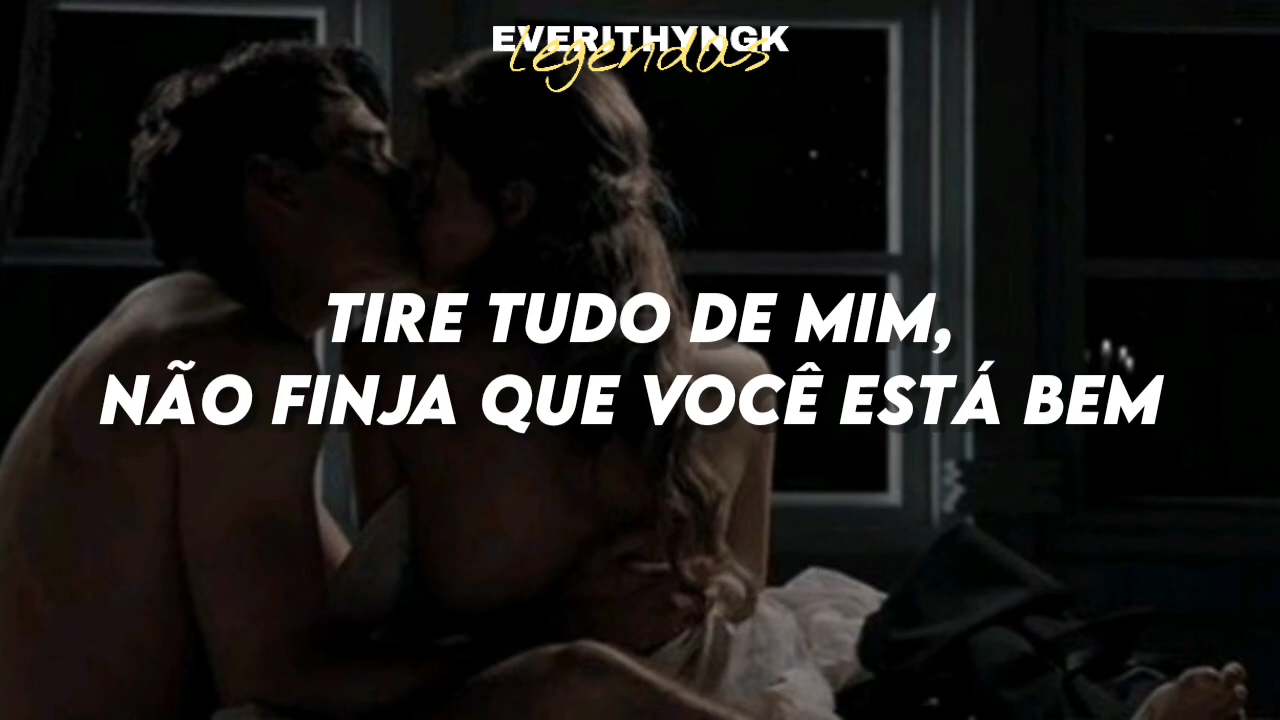 EVERITHYNGK
legendas
TIRE TUDO DE MIM,
NÃO FINJA QUE VOCÊ ESTÁ BEM